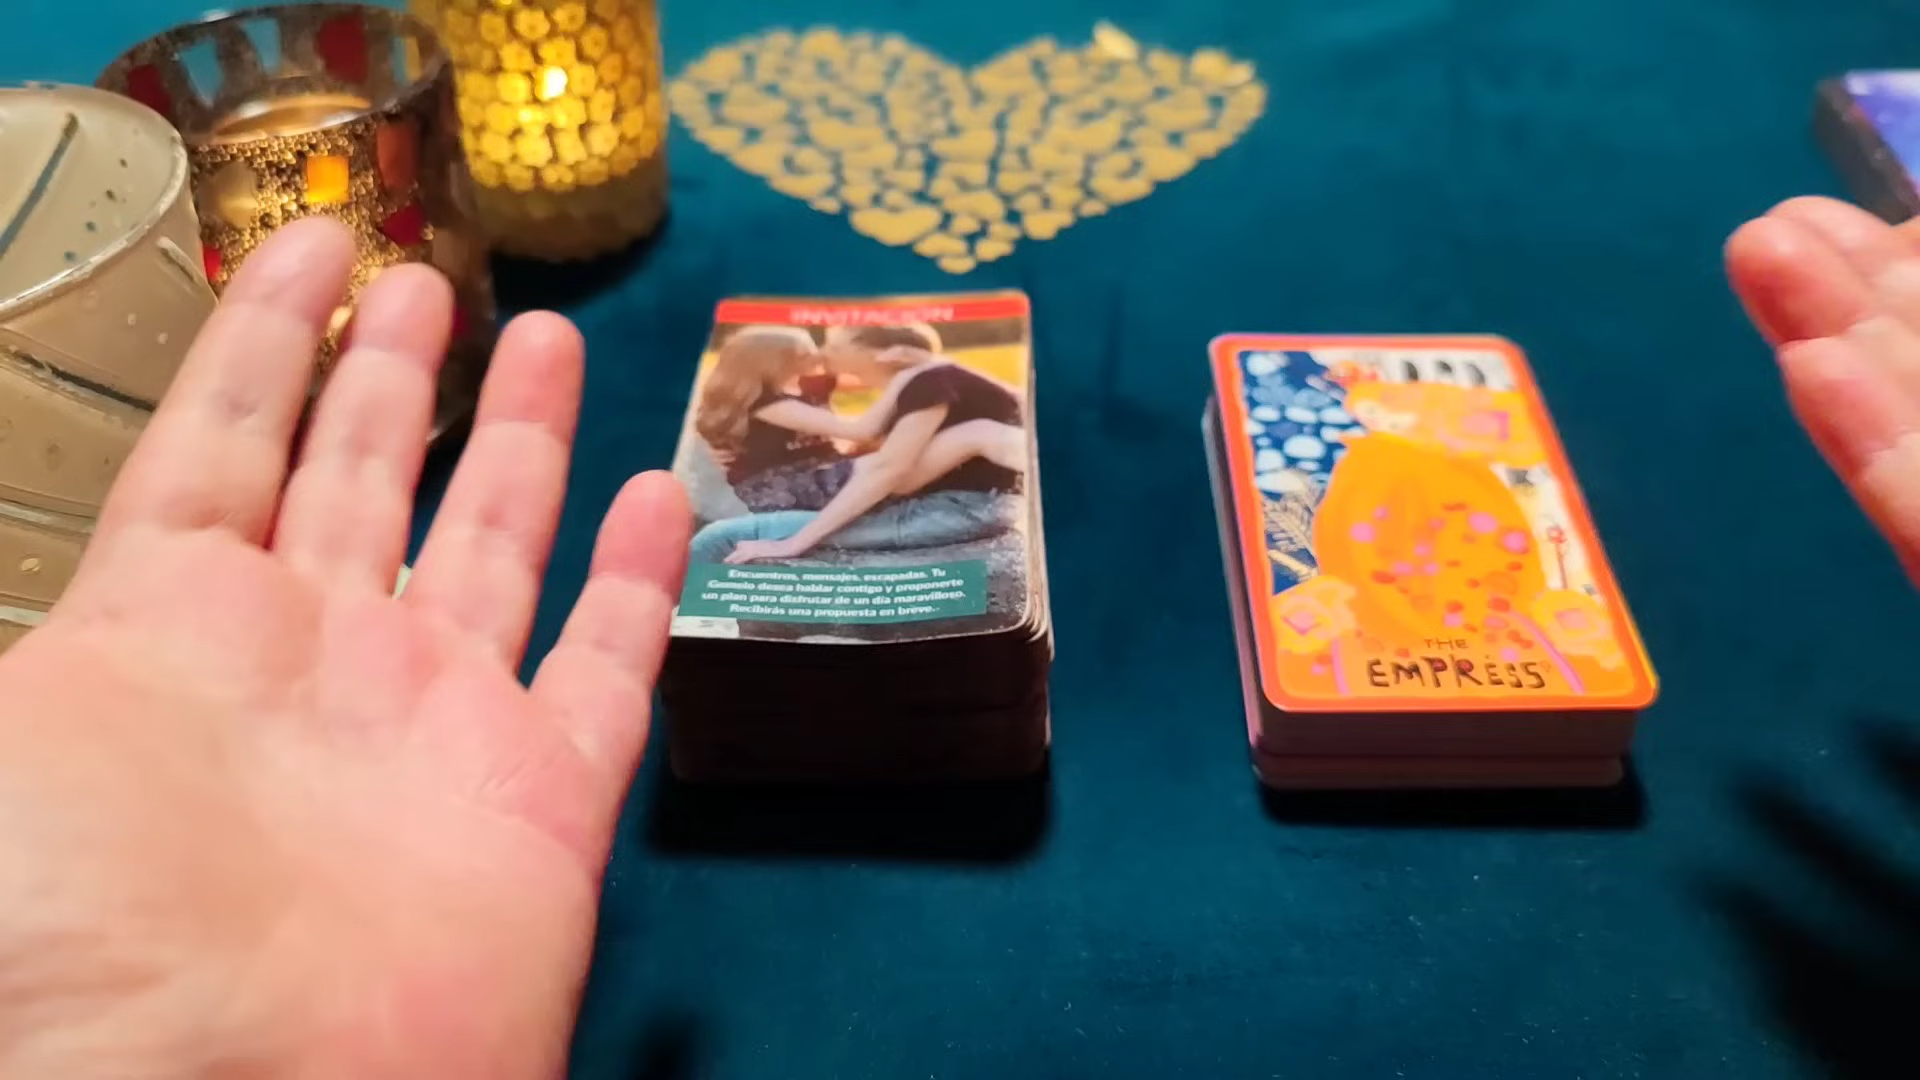 INVITACIÓN
Encuentros, mensajes, escapadas. Tu
Gemelo desea hablar contigo y proponerte
un plan para disfrutar de un día maravilloso.
Recibirás una propuesta en breve.
THE
EMPRESS